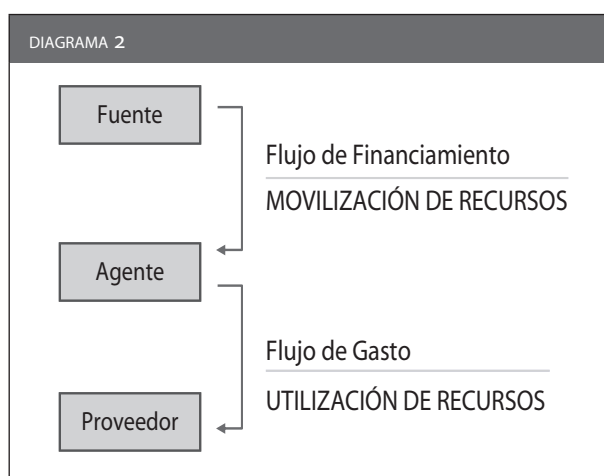 DIAGRAMA 2
Fuente
Flujo de Financiamiento
MOVILIZACIÓN DE RECURSOS
Agente
Flujo de Gasto
UTILIZACIÓN DE RECURSOS
Proveedor